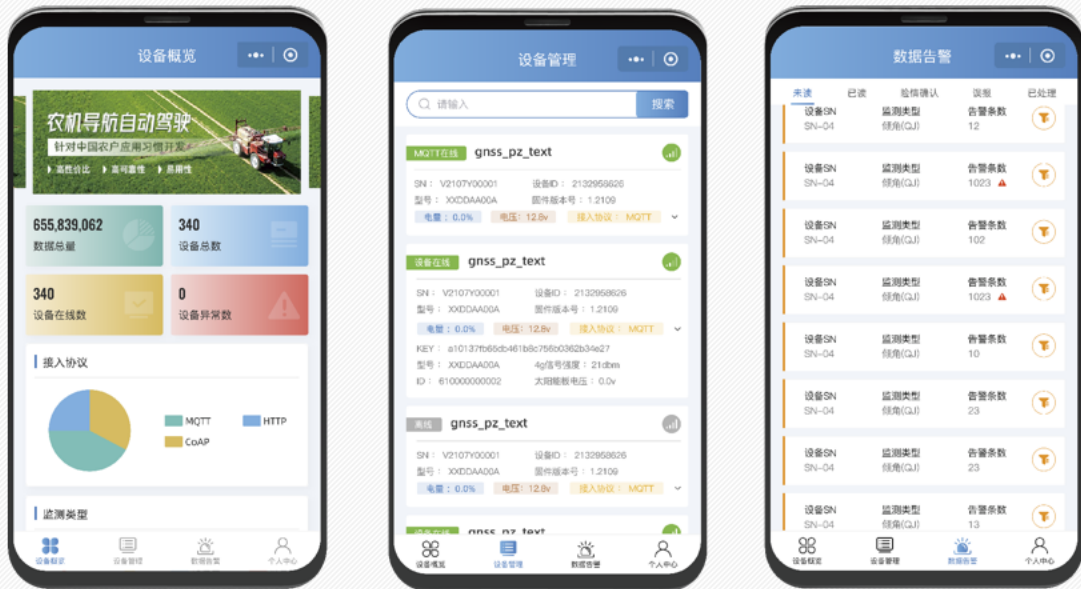 设备概览
农机导航自动驾驶
针对中国农户应用习惯开发
高性价比 高可靠性 易用性
655,839,062
数据总量
340
设备总数
340
设备在线数
0
设备异常数
接入协议
MQTT
HTTP
CoAP
监测类型
设备概览 设备管理 数据告警 个人中心
设备管理
请输入 搜索
MQTT在线 gnss_pz_text
SN： V2107Y00001 设备ID： 2132958626
型号： XXDDAA00A 固件版本号：1.2109
电量：0.0% 电压：12.8v 接入协议：MQTT
设备在线 gnss_pz_text
SN： V2107Y00001 设备ID： 2132958626
型号： XXDDAA00A 固件版本号：1.2109
电量：0.0% 电压：12.8v 接入协议：MQTT
KEY： a10137fb65db461b8c756b0362b34e27
型号： XXDDAA00A 4g信号强度：21dbm
ID： 610000000002 太阳能板电压：0.0v
离线 gnss_pz_text
SN： V2107Y00001 设备ID： 2132958626
型号： XXDDAA00A 固件版本号：1.2109
电量：0.0% 电压：12.8v 接入协议：MQTT
设备在线 gnss_pz_text
设备概览 设备管理 数据告警 个人中心
数据告警
未读 已读 险情确认 误报 已处理
设备SN 监测类型 告警条数
SN-04 倾角(QJ) 12
设备SN 监测类型 告警条数
SN-04 倾角(QJ) 1023
设备SN 监测类型 告警条数
SN-04 倾角(QJ) 102
设备SN 监测类型 告警条数
SN-04 倾角(QJ) 1023
设备SN 监测类型 告警条数
SN-04 倾角(QJ) 10
设备SN 监测类型 告警条数
SN-04 倾角(QJ) 23
设备SN 监测类型 告警条数
SN-04 倾角(QJ) 23
设备SN 监测类型 告警条数
SN-04 倾角(QJ) 13
设备概览 设备管理 数据告警 个人中心